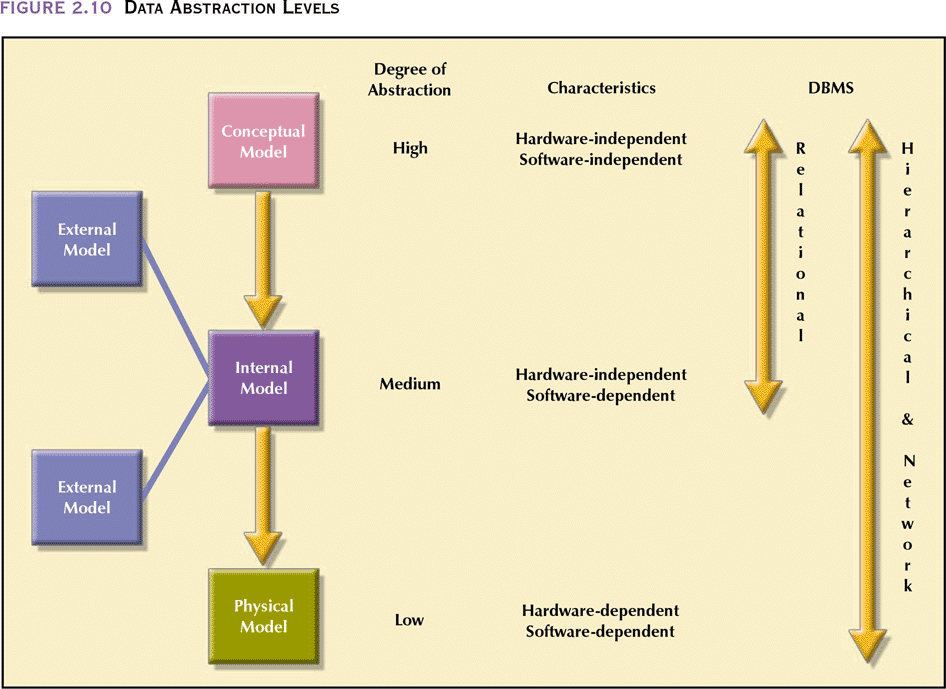 FIGURE 2.10 DATA ABSTRACTION LEVELS
Degree of
Abstraction
Characteristics
DBMS
Conceptual
Model
High
Hardware-independent
Software-independent
Relational
Hierarchical & Network
External
Model
Internal
Model
Medium
Hardware-independent
Software-dependent
External
Model
Physical
Model
Low
Hardware-dependent
Software-dependent